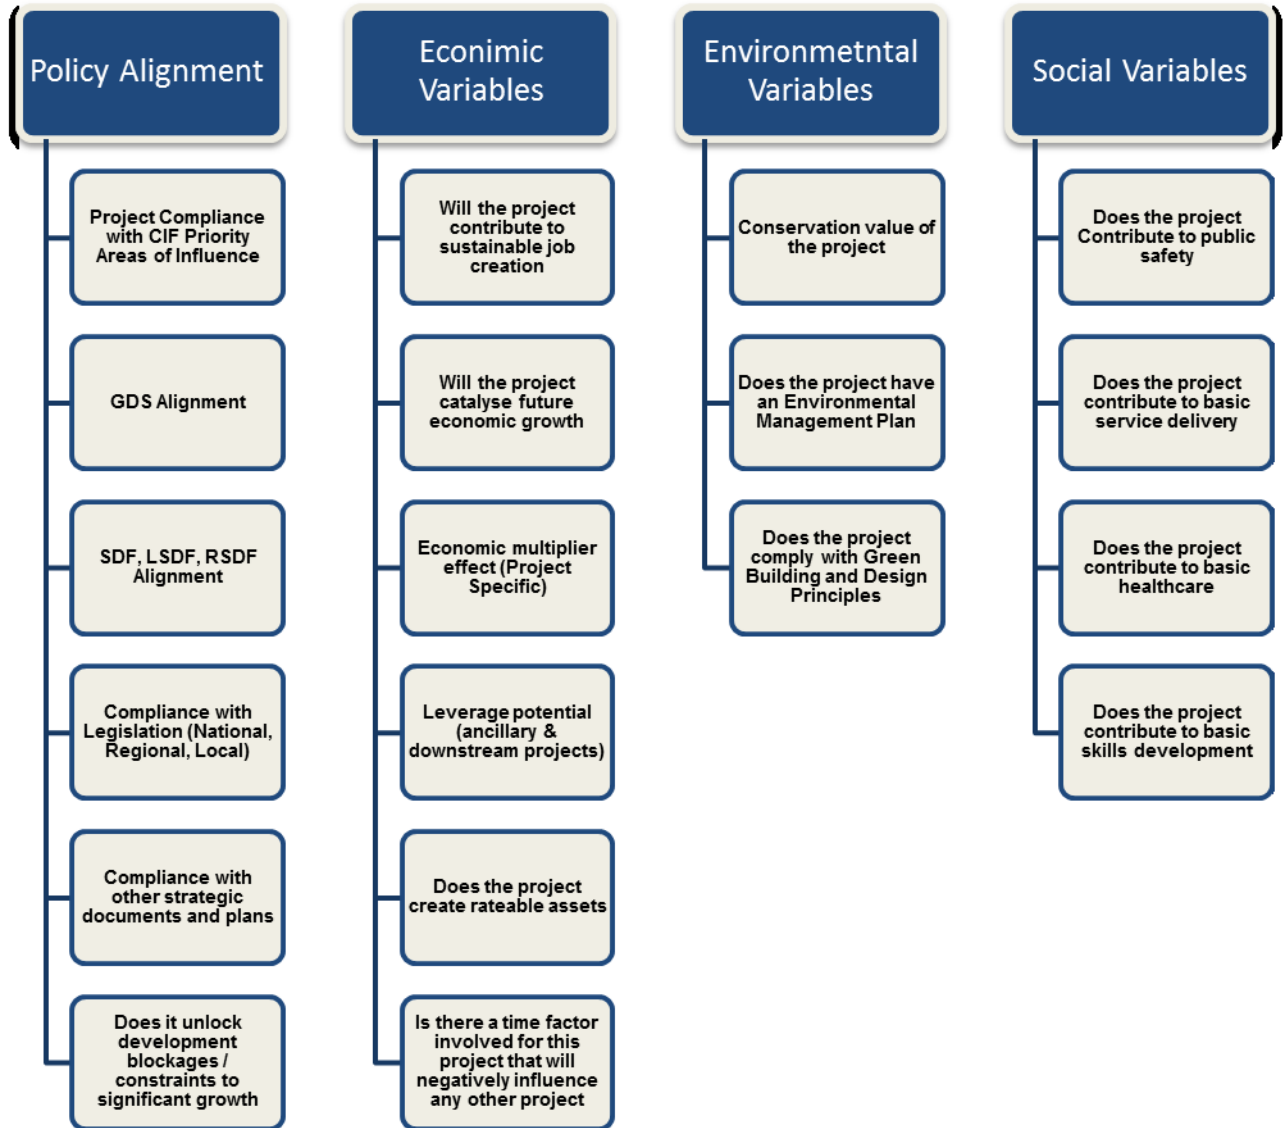 Policy Alignment
Project Compliance
with CIF Priority
Areas of Influence
GDS Alignment
SDF, LSDF, RSDF
Alignment
Compliance with
Legislation (National,
Regional, Local)
Compliance with
other strategic
documents and plans
Does it unlock
development
blockages /
constraints to
significant growth
Econimic
Variables
Will the project
contribute to
sustainable job
creation
Will the project
catalyse future
economic growth
Economic multiplier
effect (Project
Specific)
Leverage potential
(ancillary &
downstream projects)
Does the project
create rateable assets
Is there a time factor
involved for this
project that will
negatively influence
any other project
Environmetntal
Variables
Conservation value of
the project
Does the project have
an Environmental
Management Plan
Does the project
comply with Green
Building and Design
Principles
Social Variables
Does the project
Contribute to public
safety
Does the project
contribute to basic
service delivery
Does the project
contribute to basic
healthcare
Does the project
contribute to basic
skills development